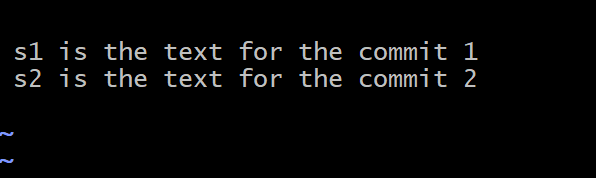 s1 is the text for the commit 1
s2 is the text for the commit 2
~
~